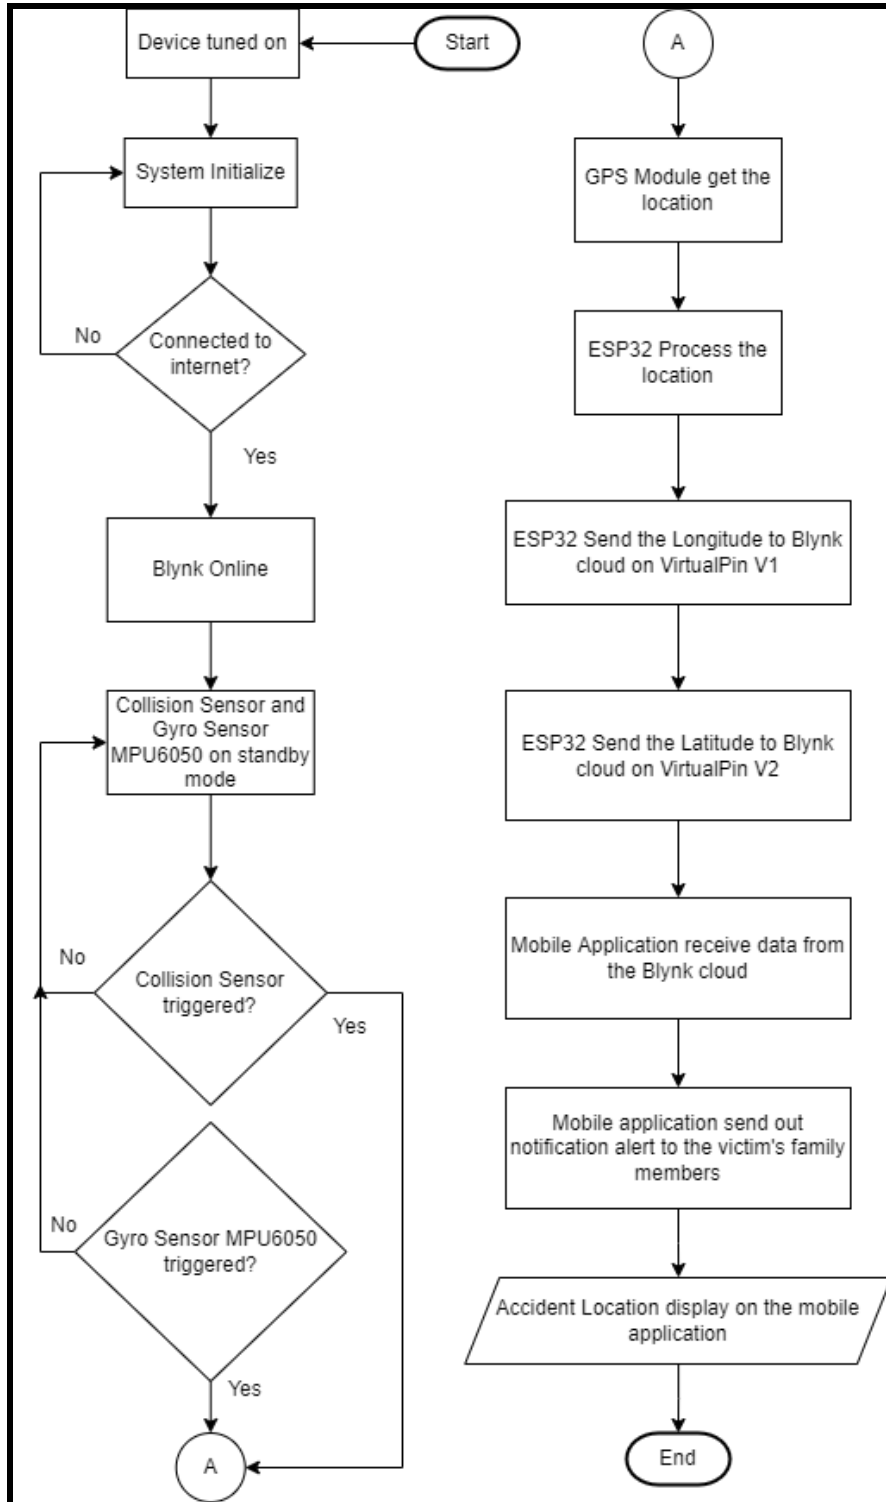 Start
Device tuned on
System Initialize
Connected to
internet?
No
Yes
Blynk Online
Collision Sensor and
Gyro Sensor
MPU6050 on standby
mode
No
Collision Sensor
triggered?
Yes
No
Gyro Sensor MPU6050
triggered?
Yes
A
A
GPS Module get the
location
ESP32 Process the
location
ESP32 Send the Longitude to Blynk
cloud on VirtualPin V1
ESP32 Send the Latitude to Blynk
cloud on VirtualPin V2
Mobile Application receive data from
the Blynk cloud
Mobile application send out
notification alert to the victim's family
members
Accident Location display on the mobile
application
End